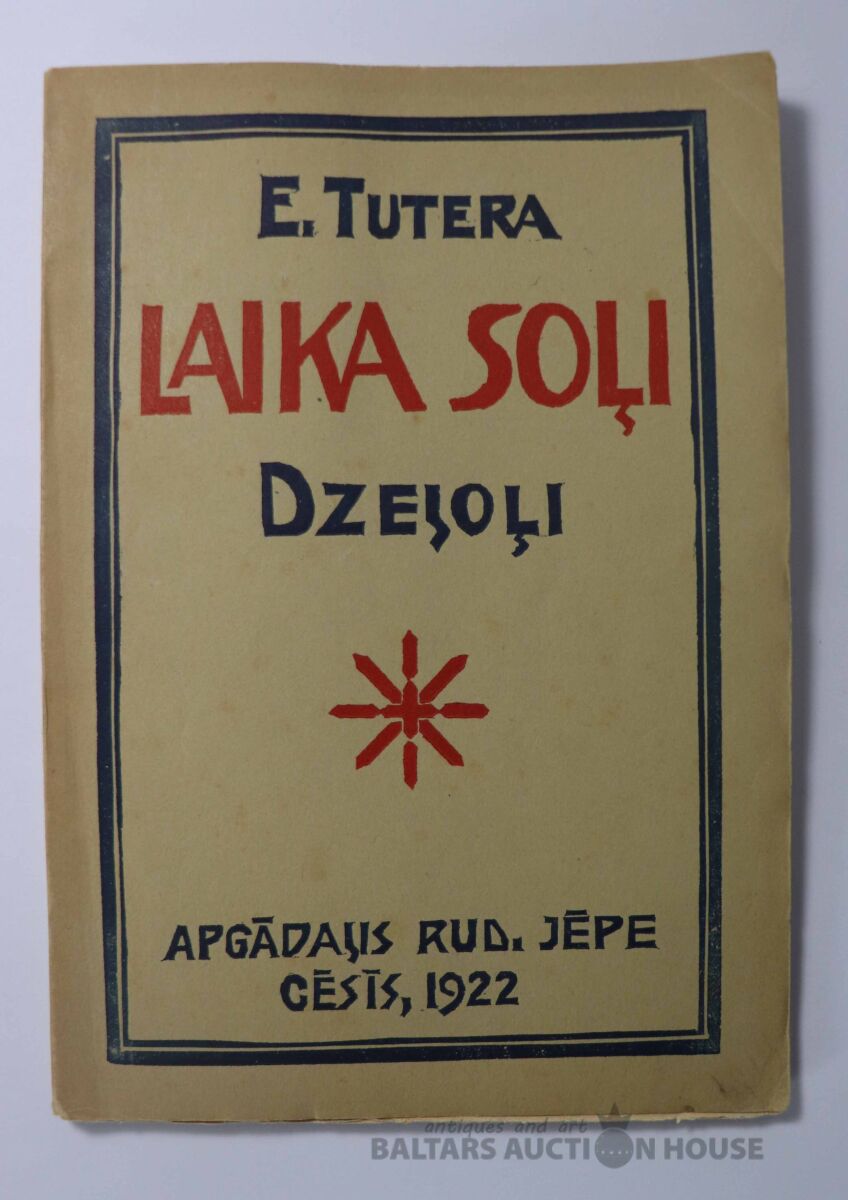 E. TUTERA
LAIKA SOĻI
DZEJOĻI
APGĀDAJIS RUD. JĒPE
CĒSĪS, 1922
antiques and art
BALTARS AUCTION HOUSE